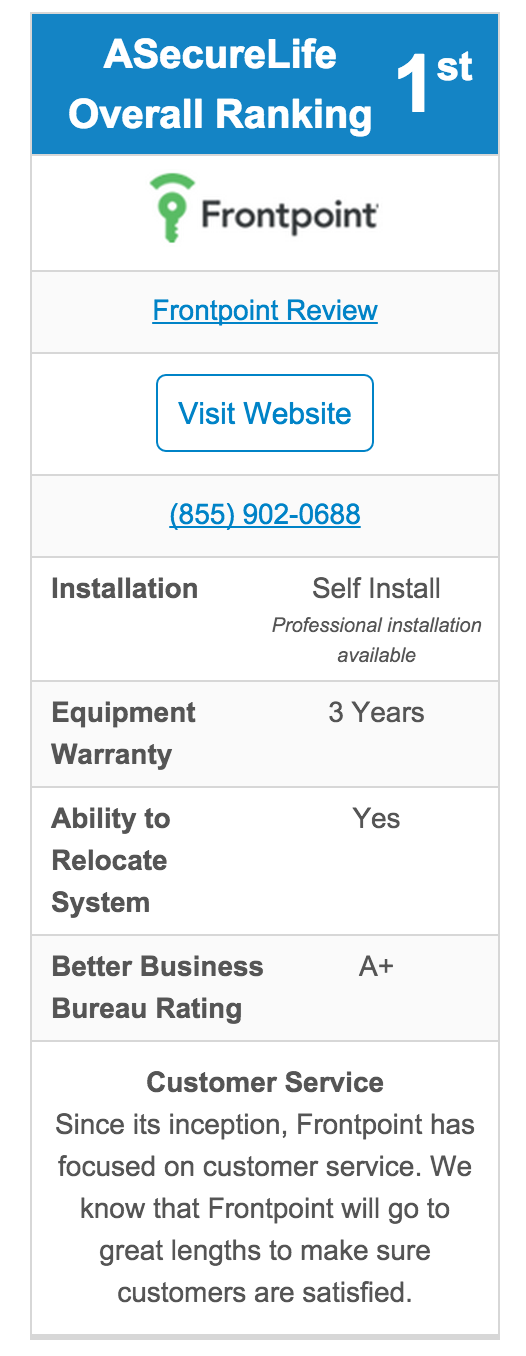 ASecureLife
Overall Ranking
1st
Frontpoint
Frontpoint Review
Visit Website
(855) 902-0688
Installation
Self Install
Professional installation
available
Equipment
Warranty
3 Years
Ability to
Relocate
System
Yes
Better Business
Bureau Rating
A+
Customer Service
Since its inception, Frontpoint has
focused on customer service. We
know that Frontpoint will go to
great lengths to make sure
customers are satisfied.